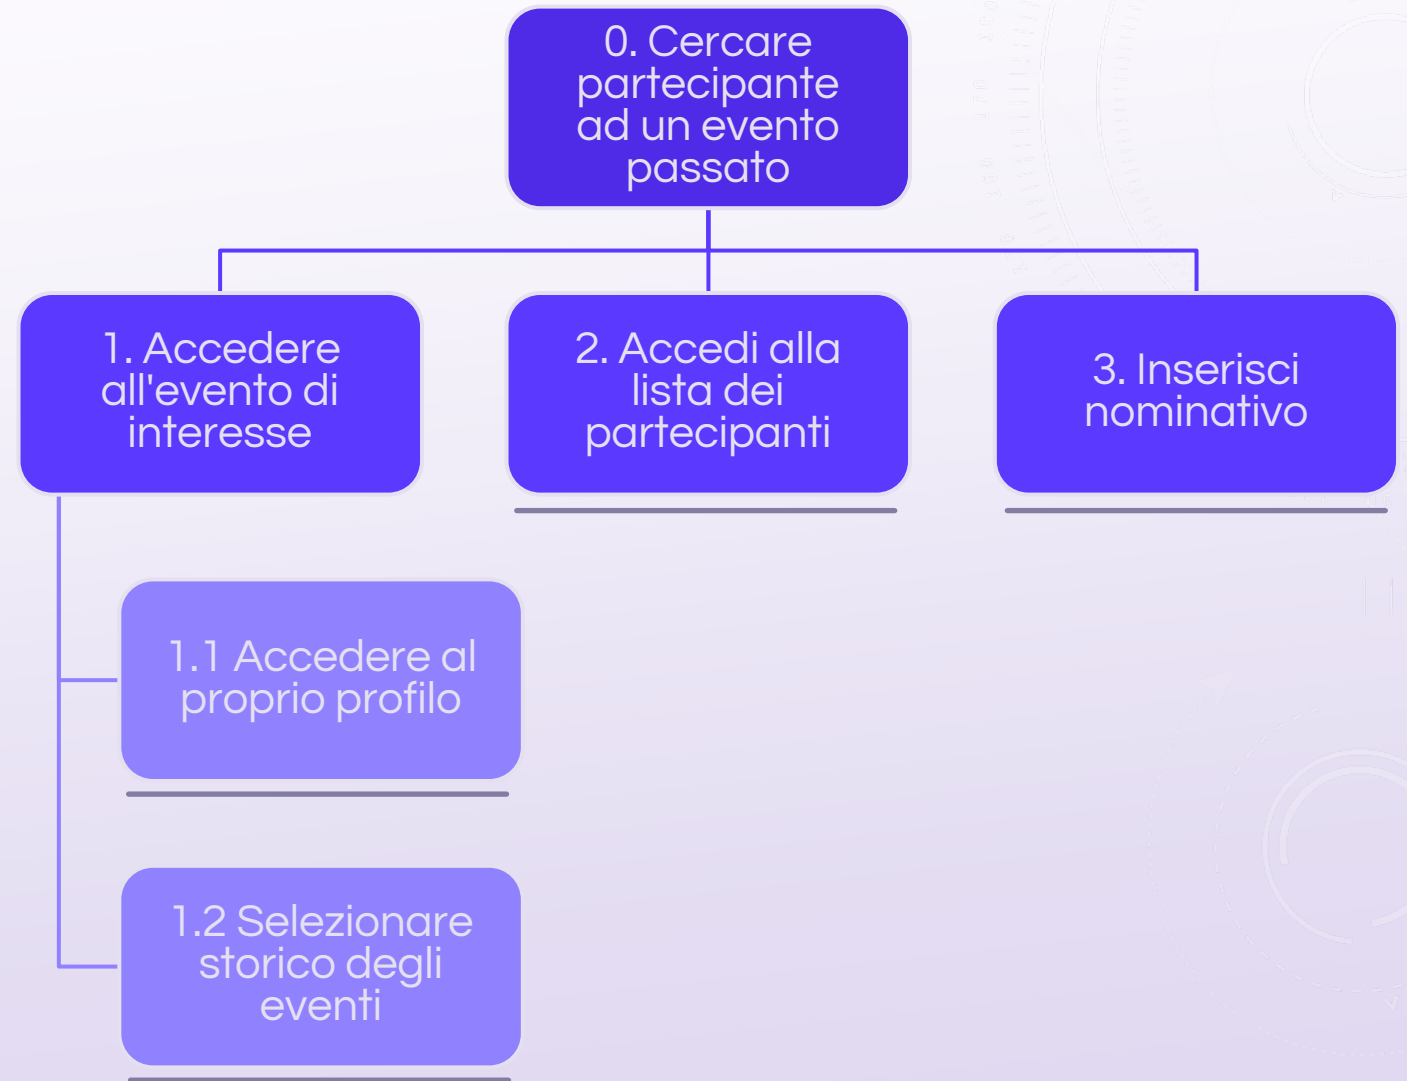 0. Cercare
partecipante
ad un evento
passato
1. Accedere
all'evento di
interesse
2. Accedi alla
lista dei
partecipanti
3. Inserisci
nominativo
1.1 Accedere al
proprio profilo
1.2 Selezionare
storico degli
eventi